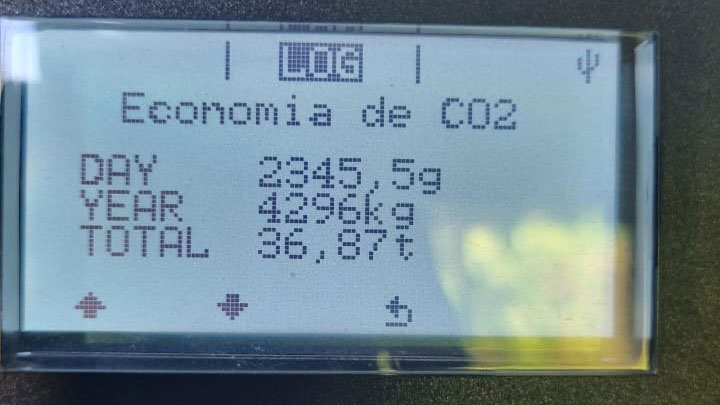 LOG
Economia de CO2
DAY 2345,5g
YEAR 4296kg
TOTAL 36,87t